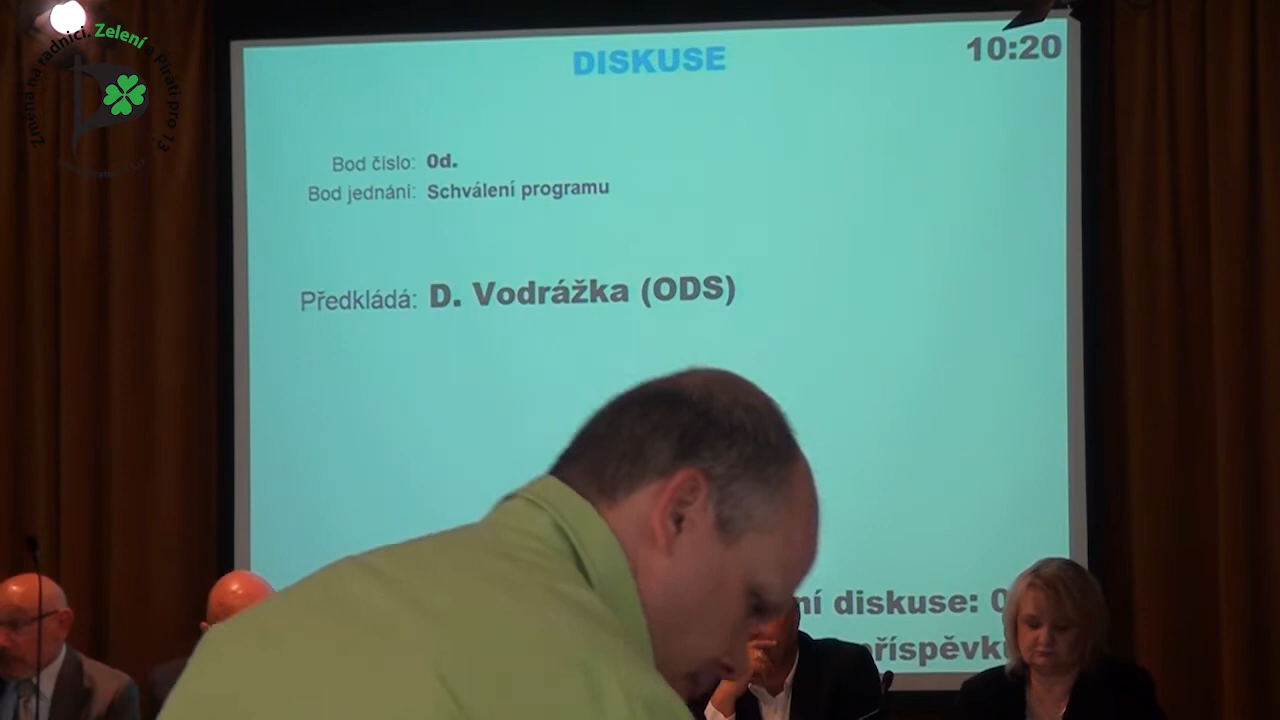 Změna na radnici. Zelení a Piráti pro 13
DISKUSE
10:20
Bod číslo: 0d.
Bod jednání: Schválení programu
Předkládá: D. Vodrážka (ODS)
ní diskuse: 0
příspěvk